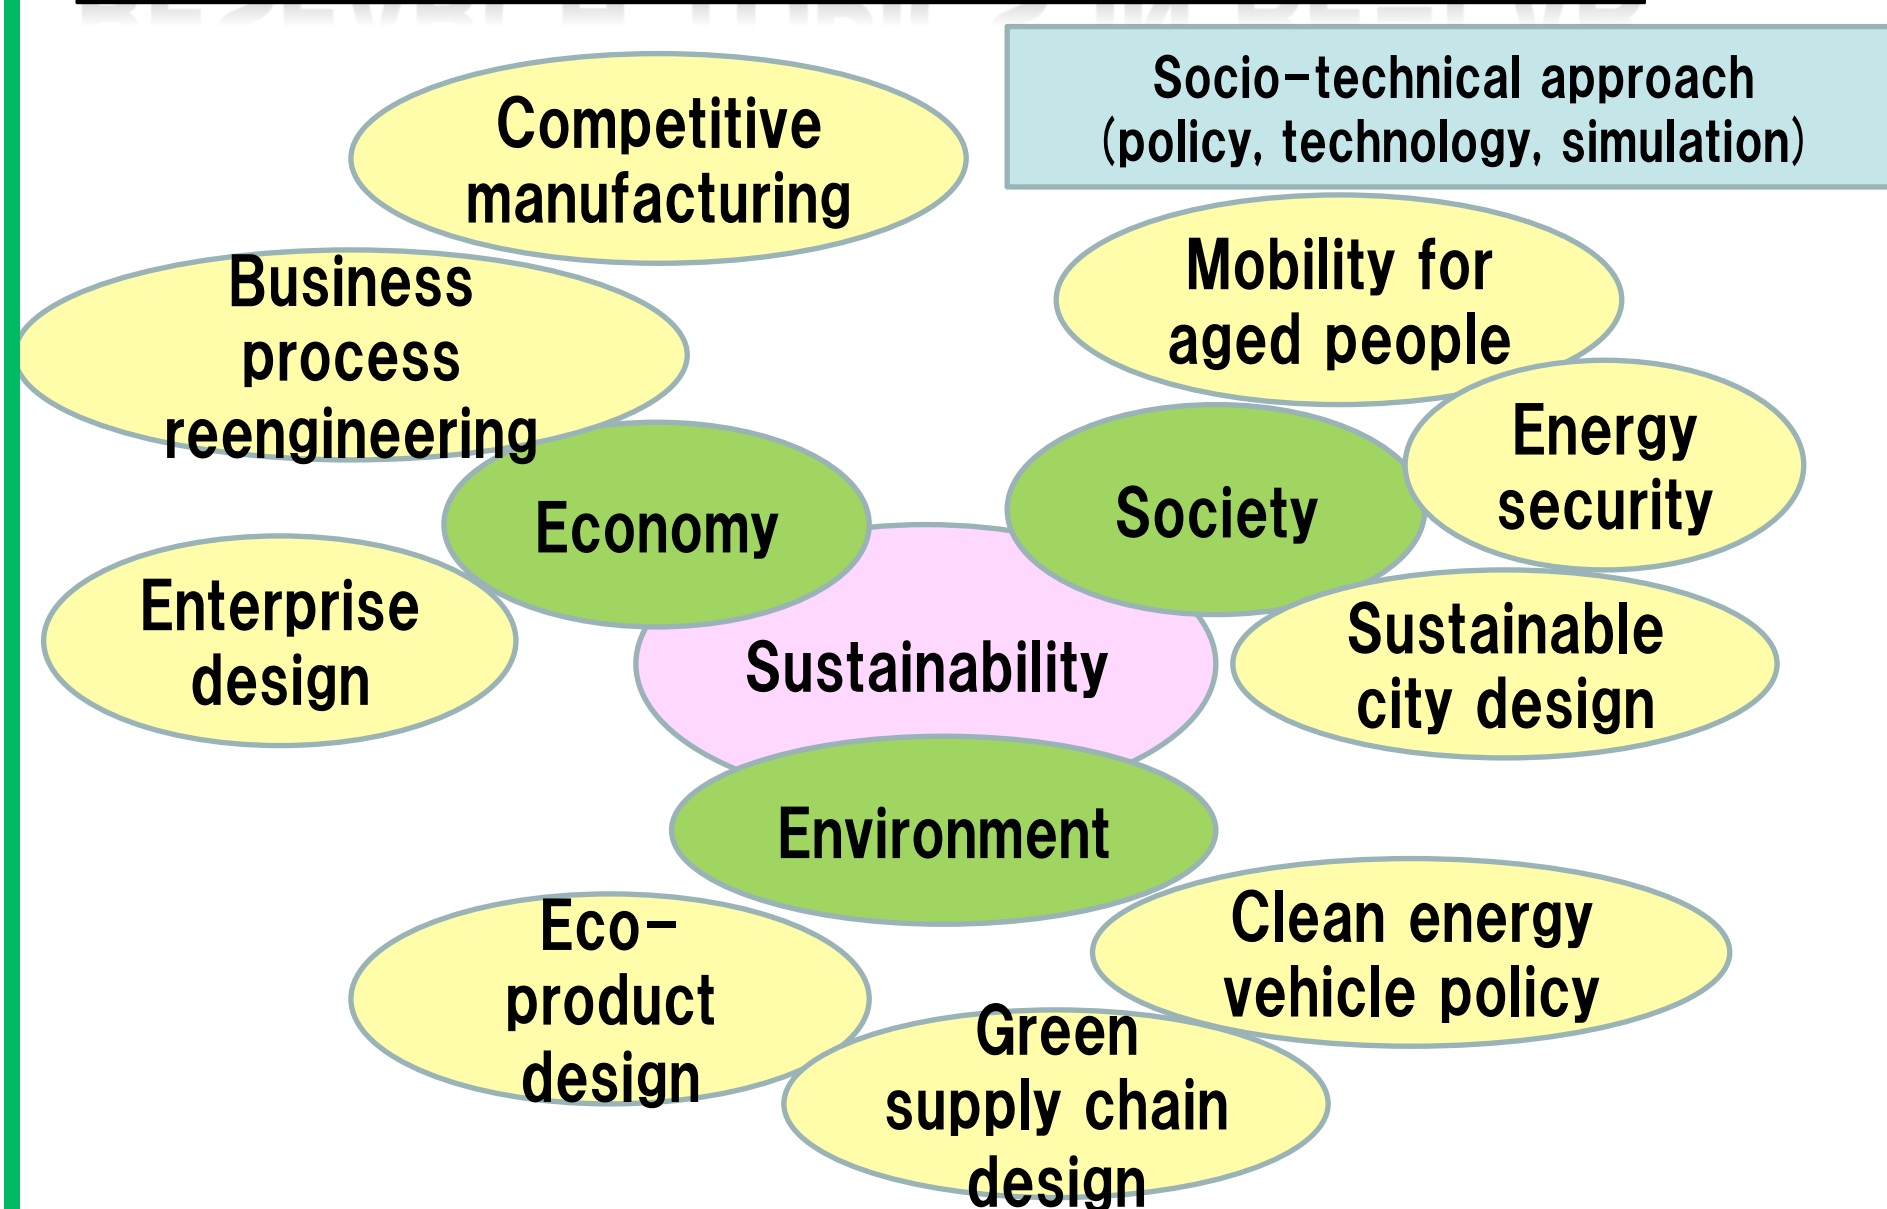 Socio-technical approach
(policy, technology, simulation)
Competitive
manufacturing
Business
process
reengineering
Mobility for
aged people
Energy
security
Economy
Society
Enterprise
design
Sustainability
Sustainable
city design
Environment
Eco-
product
design
Clean energy
vehicle policy
Green
supply chain
design